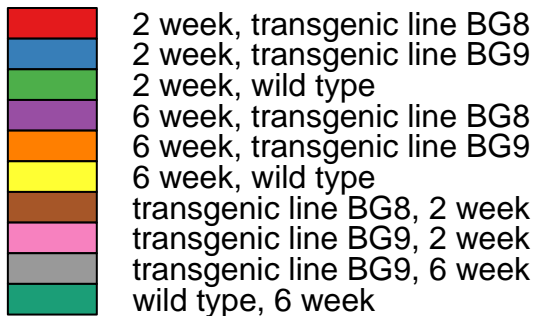 2 week, transgenic line BG8
2 week, transgenic line BG9
2 week, wild type
6 week, transgenic line BG8
6 week, transgenic line BG9
6 week, wild type
transgenic line BG8, 2 week
transgenic line BG9, 2 week
transgenic line BG9, 6 week
wild type, 6 week